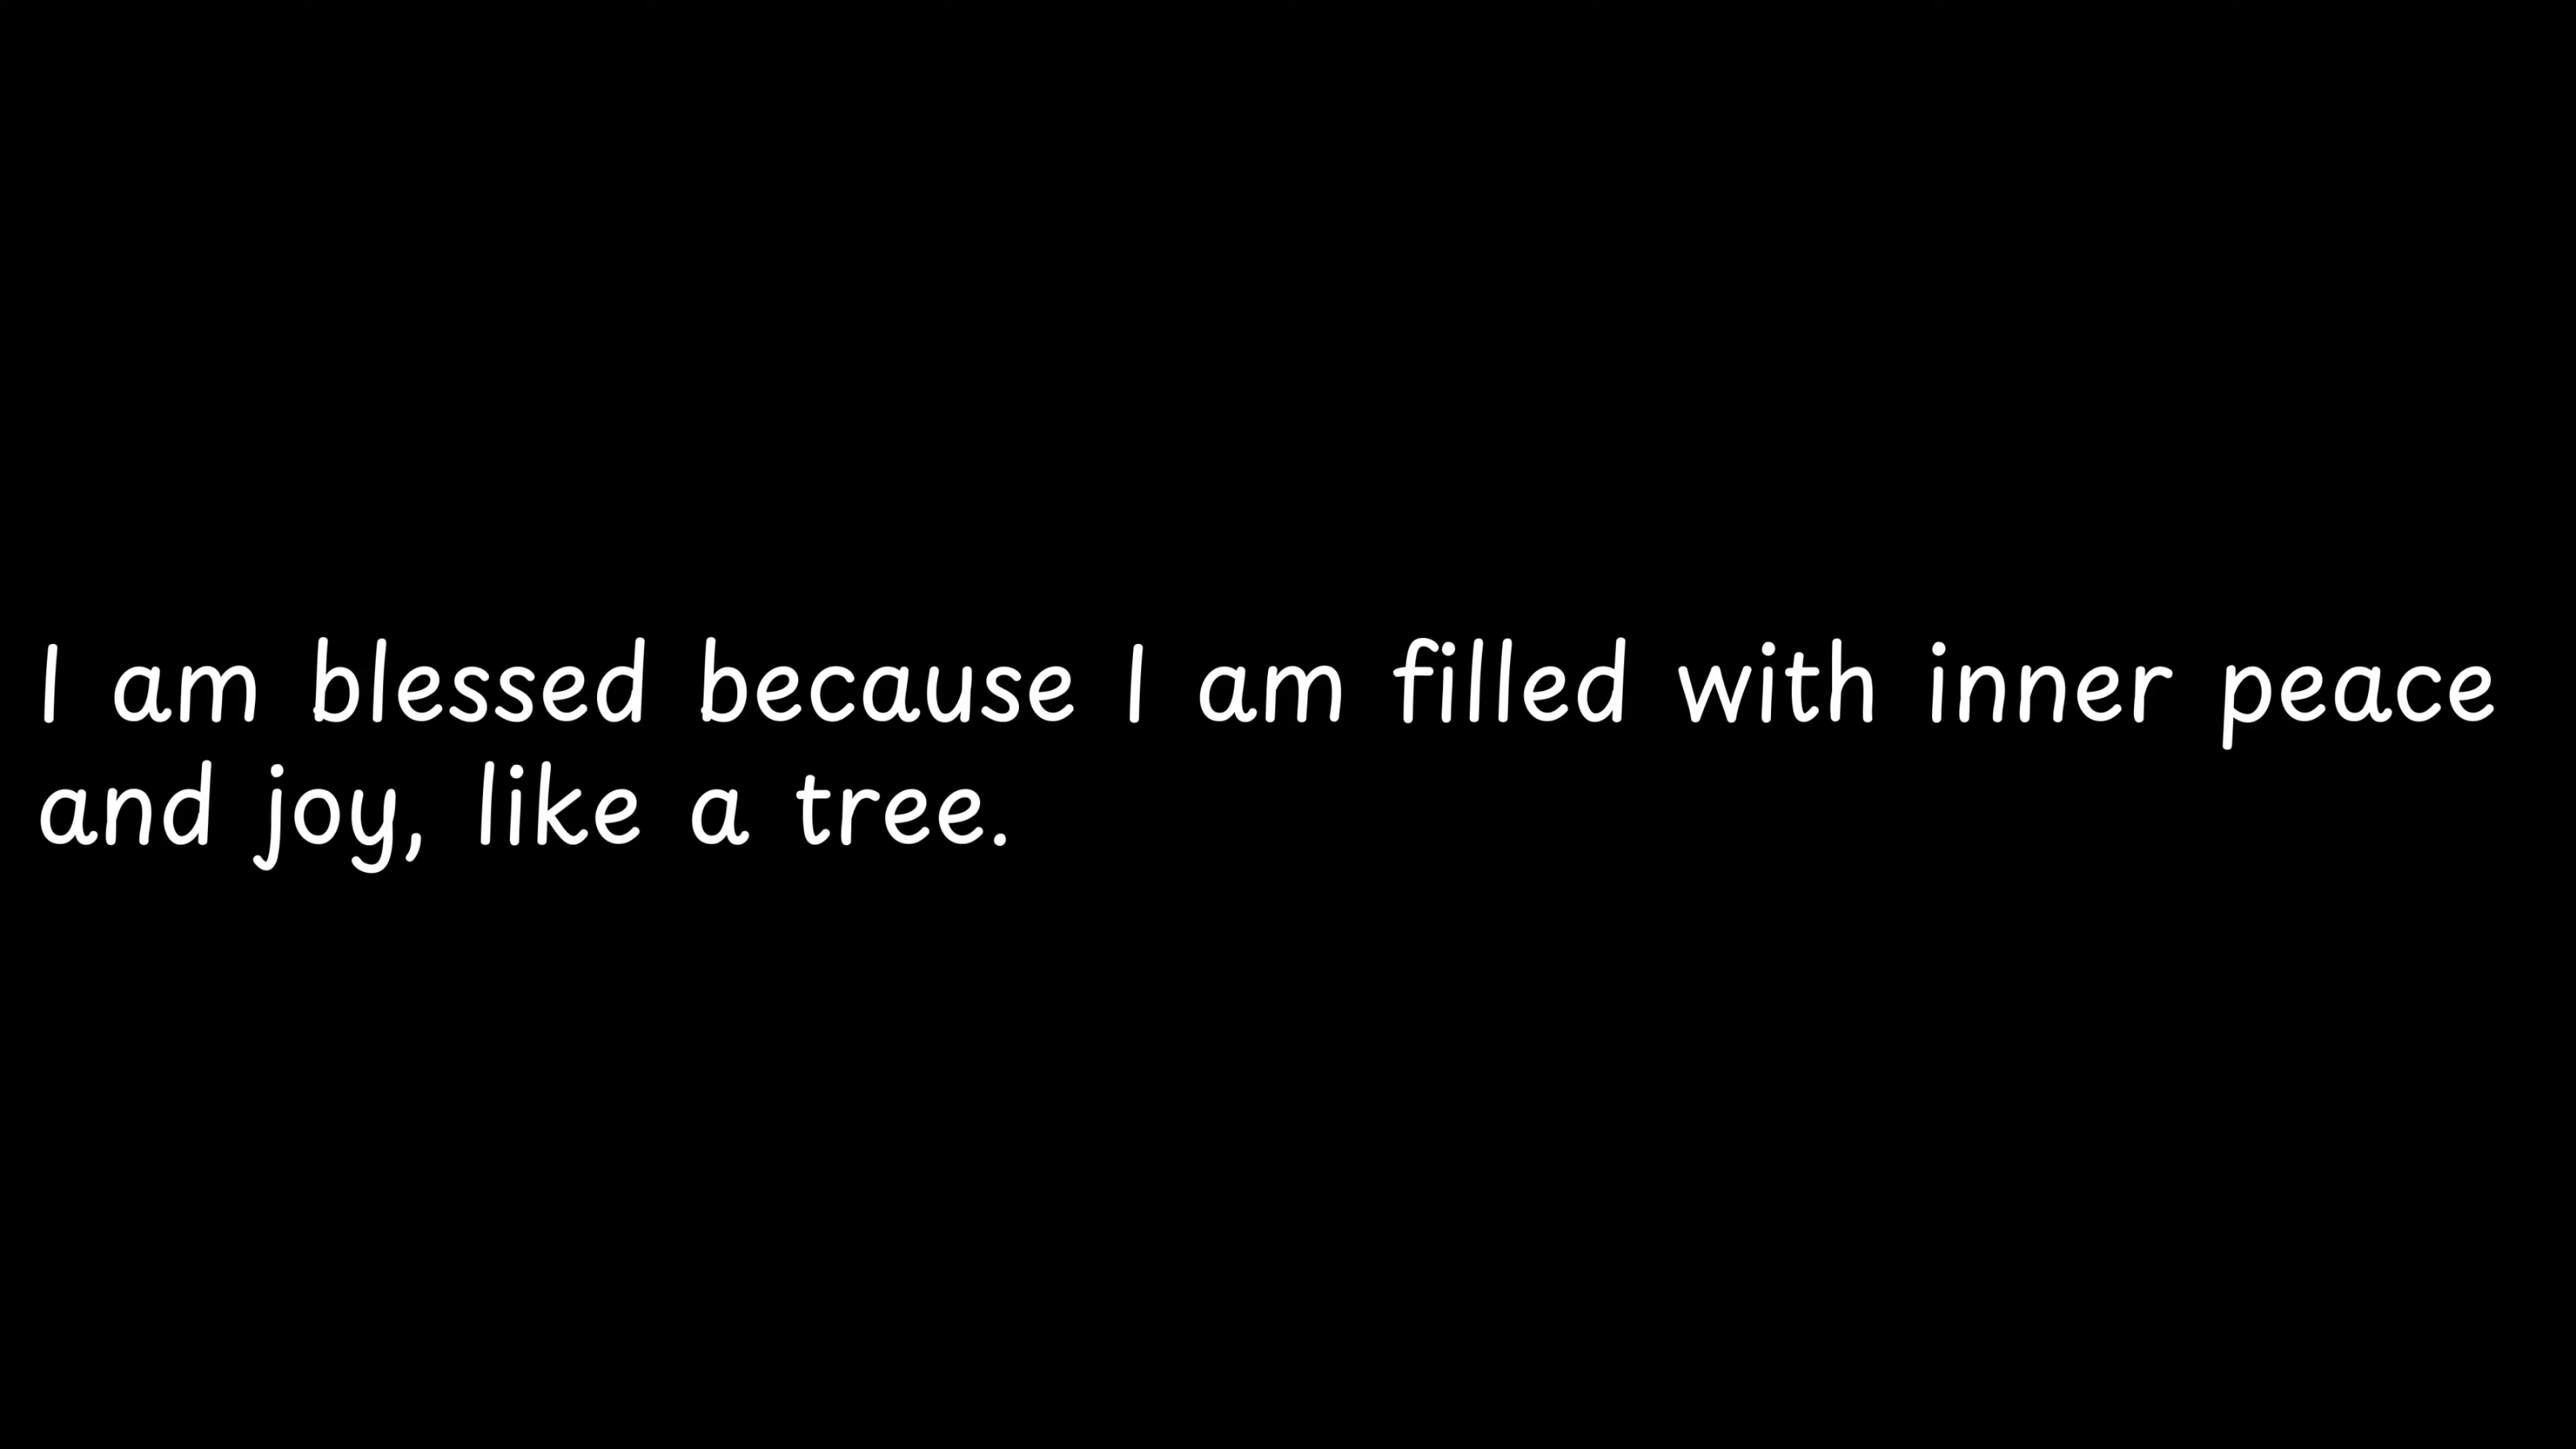 I am blessed because I am filled with inner peace
and joy, like a tree.